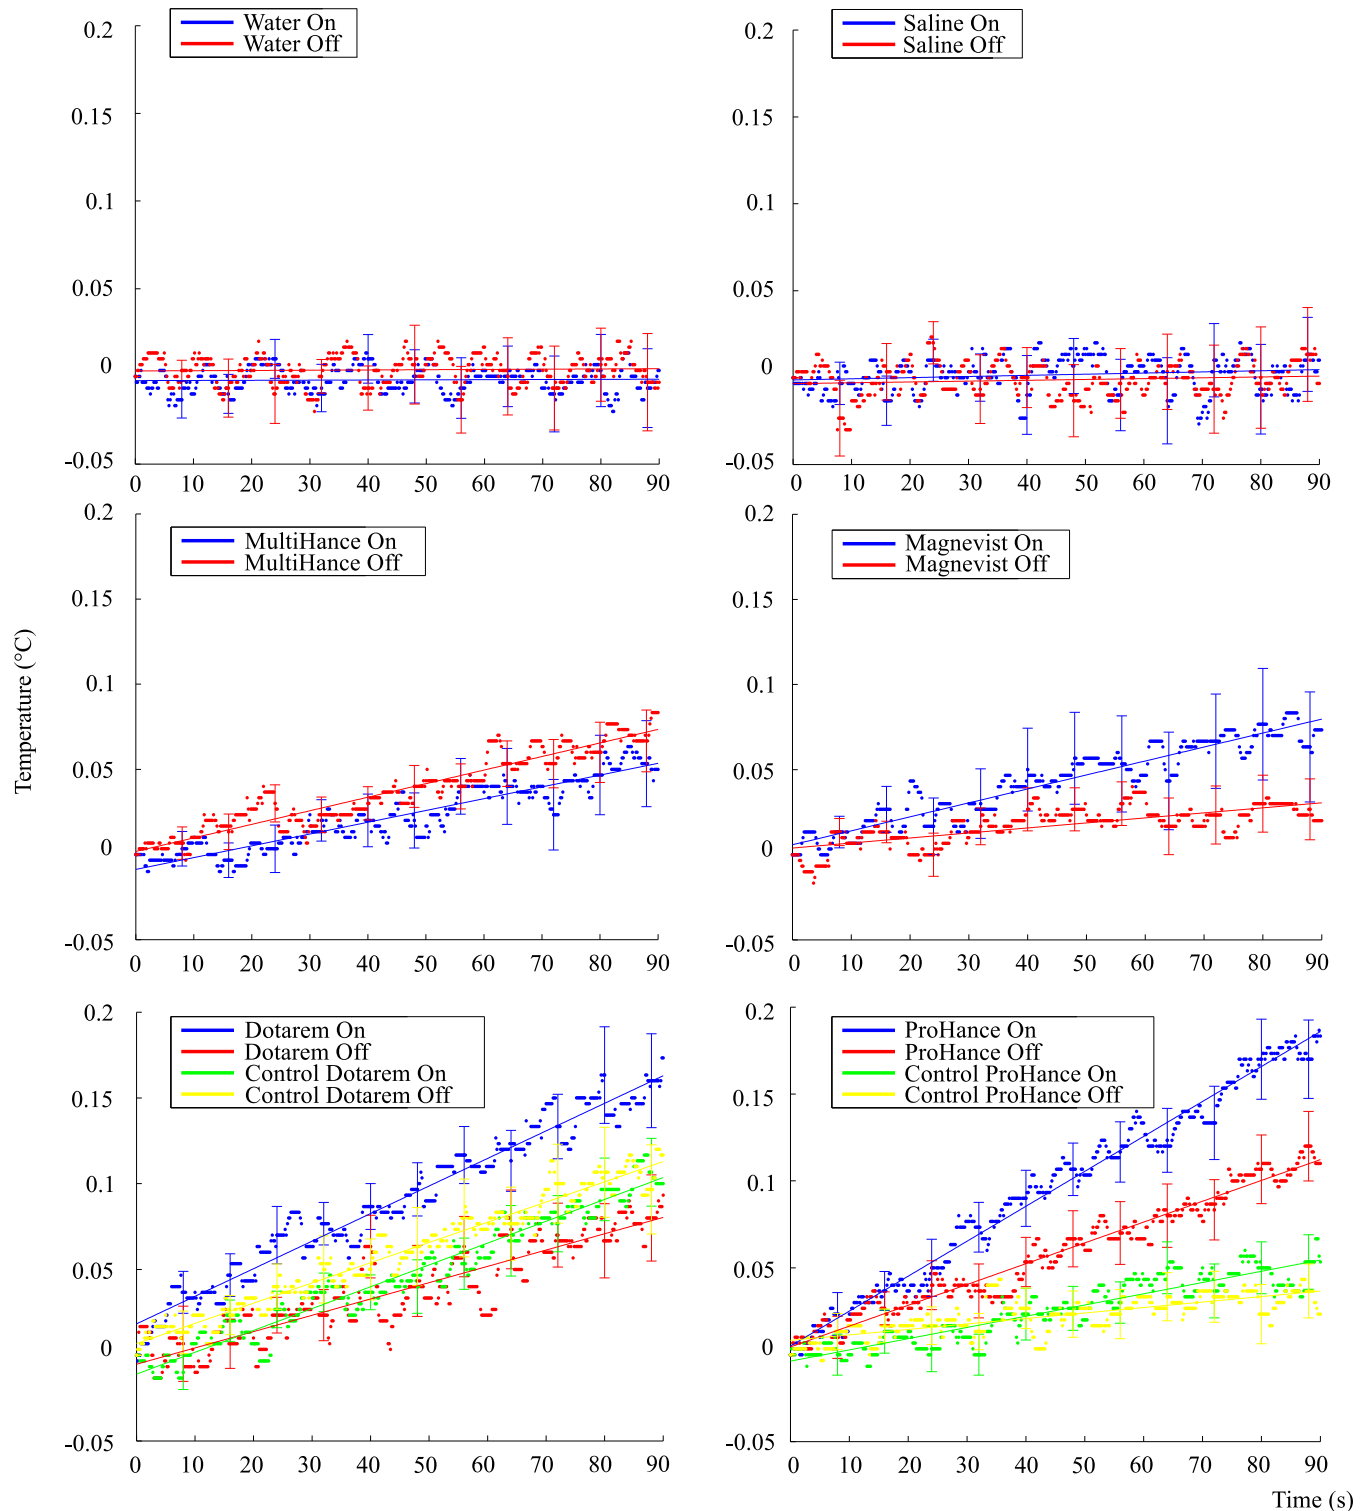 Water On
Water Off
0.2
0.15
0.1
0.05
0
-0.05
0 10 20 30 40 50 60 70 80 90
Saline On
Saline Off
0.2
0.15
0.1
0.05
0
-0.05
0 10 20 30 40 50 60 70 80 90
MultiHance On
MultiHance Off
0.2
0.15
0.1
0.05
0
-0.05
0 10 20 30 40 50 60 70 80 90
Magnevist On
Magnevist Off
0.2
0.15
0.1
0.05
0
-0.05
0 10 20 30 40 50 60 70 80 90
Temperature (°C)
Dotarem On
Dotarem Off
Control Dotarem On
Control Dotarem Off
0.2
0.15
0.1
0.05
0
-0.05
0 10 20 30 40 50 60 70 80 90
ProHance On
ProHance Off
Control ProHance On
Control ProHance Off
0.2
0.15
0.1
0.05
0
-0.05
0 10 20 30 40 50 60 70 80 90
Time (s)